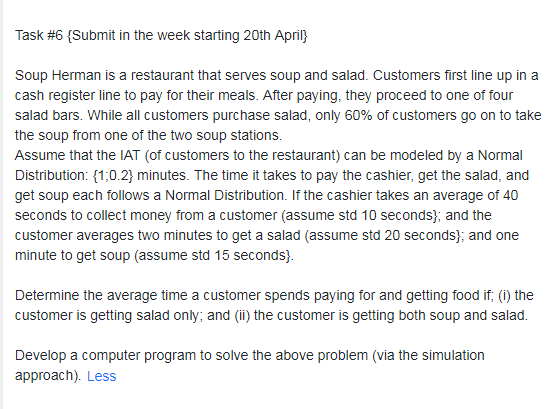 Task #6 {Submit in the week starting 20th April}
Soup Herman is a restaurant that serves soup and salad. Customers first line up in a
cash register line to pay for their meals. After paying, they proceed to one of four
salad bars. While all customers purchase salad, only 60% of customers go on to take
the soup from one of the two soup stations.
Assume that the IAT (of customers to the restaurant) can be modeled by a Normal
Distribution: {1;0.2} minutes. The time it takes to pay the cashier, get the salad, and
get soup each follows a Normal Distribution. If the cashier takes an average of 40
seconds to collect money from a customer (assume std 10 seconds}; and the
customer averages two minutes to get a salad (assume std 20 seconds}; and one
minute to get soup (assume std 15 seconds}.
Determine the average time a customer spends paying for and getting food if; (i) the
customer is getting salad only; and (ii) the customer is getting both soup and salad.
Develop a computer program to solve the above problem (via the simulation
approach). Less